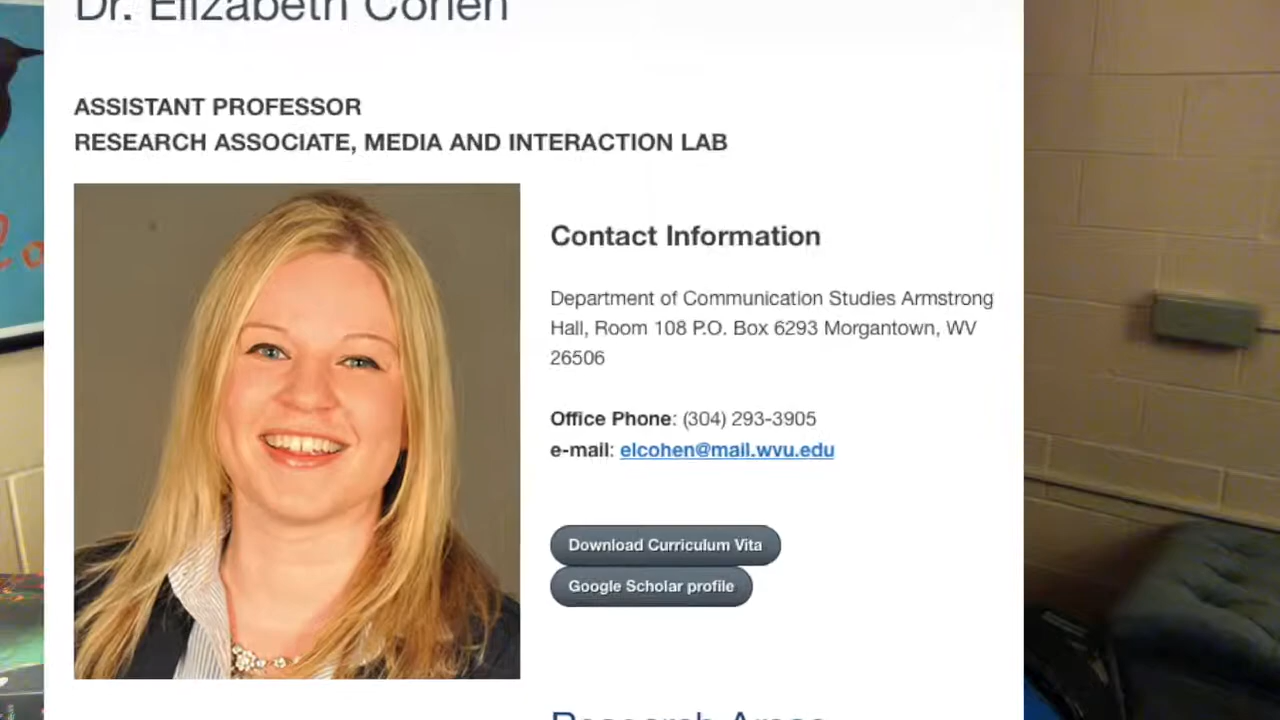 Dr. Elizabeth Cohen
ASSISTANT PROFESSOR
RESEARCH ASSOCIATE, MEDIA AND INTERACTION LAB
Contact Information
Department of Communication Studies Armstrong
Hall, Room 108 P.O. Box 6293 Morgantown, WV
26506
Office Phone: (304) 293-3905
e-mail: elcohen@mail.wvu.edu
Download Curriculum Vita
Google Scholar profile
Research Areas